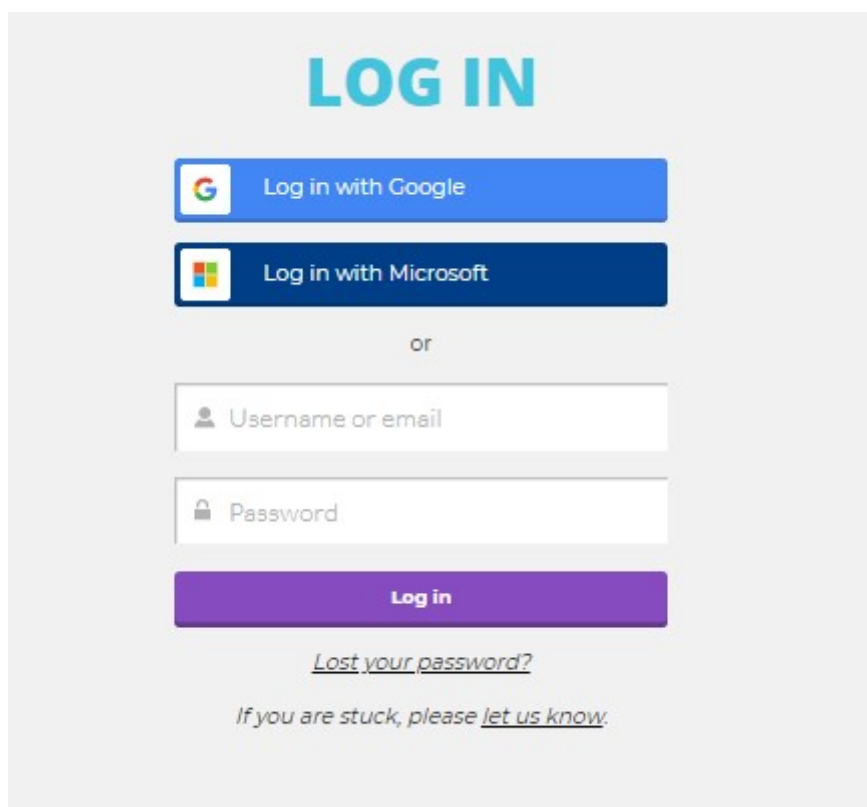 LOG IN
Log in with Google
Log in with Microsoft
or
Username or email
Password
Log in
Lost your password?
If you are stuck, please let us know.